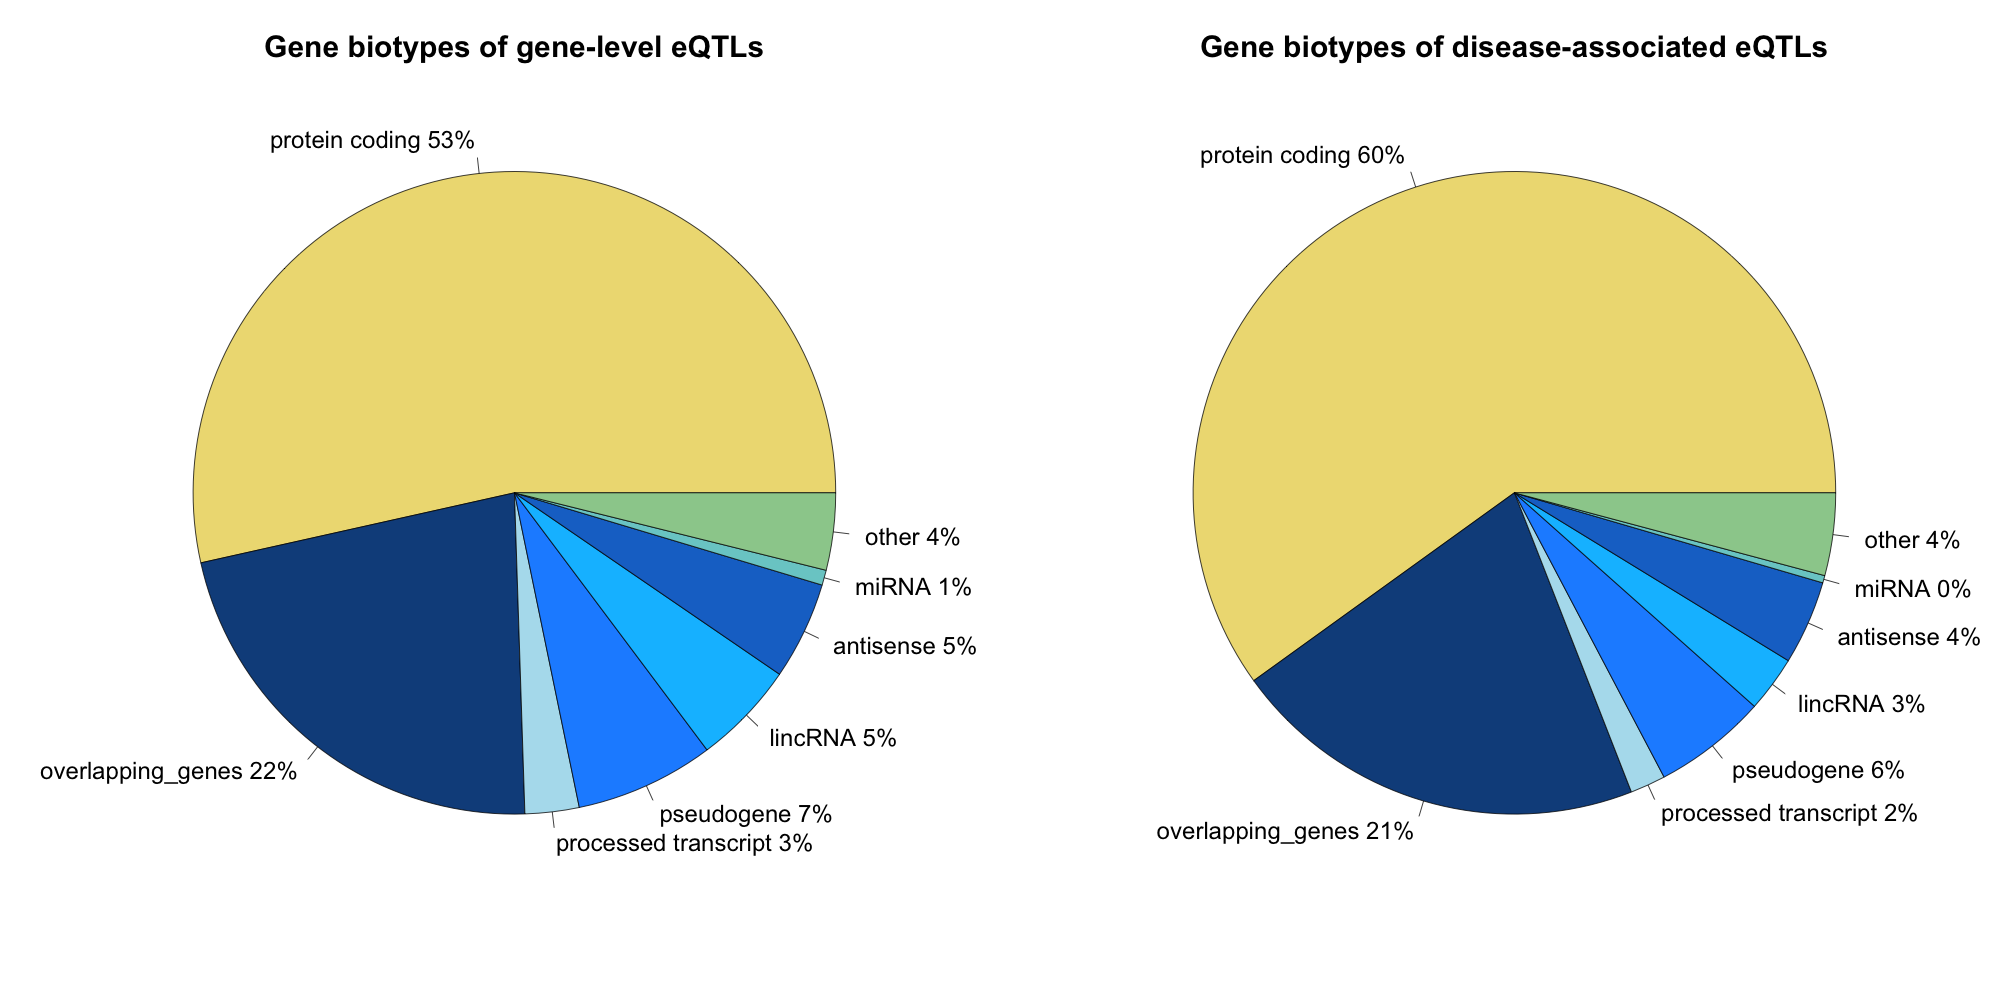 Gene biotypes of gene-level eQTLs
protein coding 53%
other 4%
miRNA 1%
antisense 5%
lincRNA 5%
overlapping_genes 22%
pseudogene 7%
processed transcript 3%
Gene biotypes of disease-associated eQTLs
protein coding 60%
other 4%
miRNA 0%
antisense 4%
lincRNA 3%
pseudogene 6%
processed transcript 2%
overlapping_genes 21%